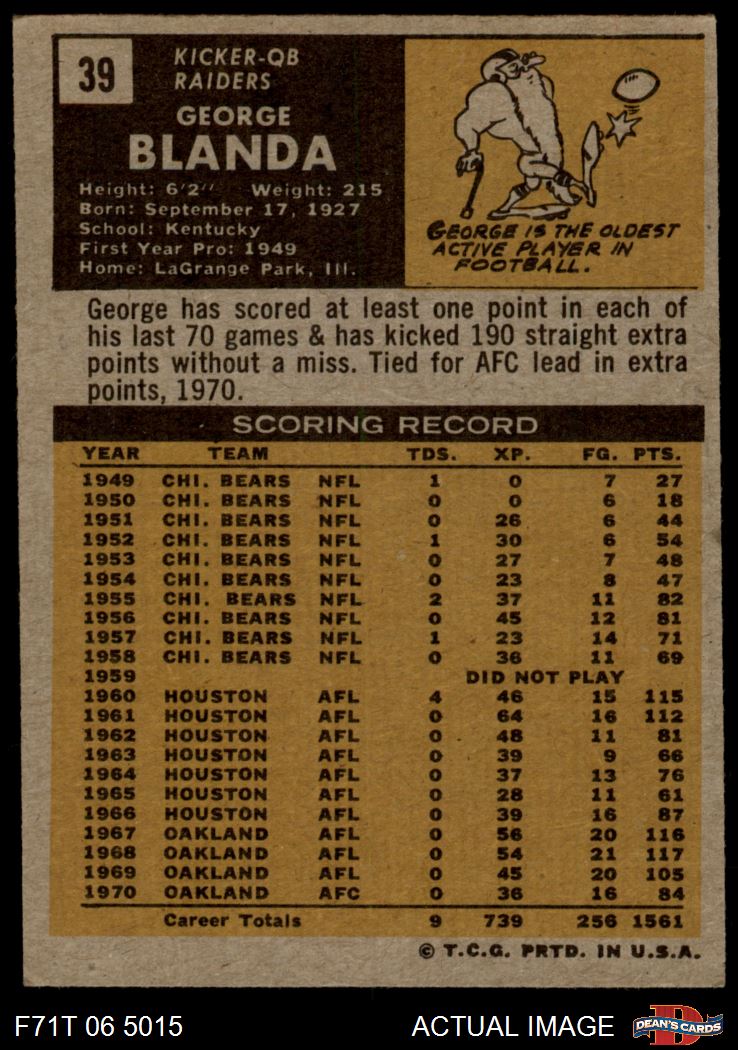 39
KICKER-QB
RAIDERS
GEORGE
BLANDA
Height: 6'2" Weight: 215
Born: September 17, 1927
School: Kentucky
First Year Pro: 1949
Home: LaGrange Park, Ill.
GEORGE IS THE OLDEST
ACTIVE PLAYER IN
FOOTBALL.
George has scored at least one point in each of
his last 70 games & has kicked 190 straight extra
points without a miss. Tied for AFC lead in extra
points, 1970.
SCORING RECORD
YEAR TEAM TDS. XP. FG. PTS.
1949 CHI. BEARS NFL 1 0 7 27
1950 CHI. BEARS NFL 0 0 6 18
1951 CHI. BEARS NFL 0 26 6 44
1952 CHI. BEARS NFL 1 30 6 54
1953 CHI. BEARS NFL 0 27 7 48
1954 CHI. BEARS NFL 0 23 8 47
1955 CHI. BEARS NFL 2 37 11 82
1956 CHI. BEARS NFL 0 45 12 81
1957 CHI. BEARS NFL 1 23 14 71
1958 CHI. BEARS NFL 0 36 11 69
1959 DID NOT PLAY
1960 HOUSTON AFL 4 46 15 115
1961 HOUSTON AFL 0 64 16 112
1962 HOUSTON AFL 0 48 11 81
1963 HOUSTON AFL 0 39 9 66
1964 HOUSTON AFL 0 37 13 76
1965 HOUSTON AFL 0 28 11 61
1966 HOUSTON AFL 0 39 16 87
1967 OAKLAND AFL 0 56 20 116
1968 OAKLAND AFL 0 54 21 117
1969 OAKLAND AFL 0 45 20 105
1970 OAKLAND AFC 0 36 16 84
Career Totals 9 739 256 1561
© T.C.G. PRTD. IN U.S.A.
F71T 06 5015 ACTUAL IMAGE
D
DEAN'S CARDS